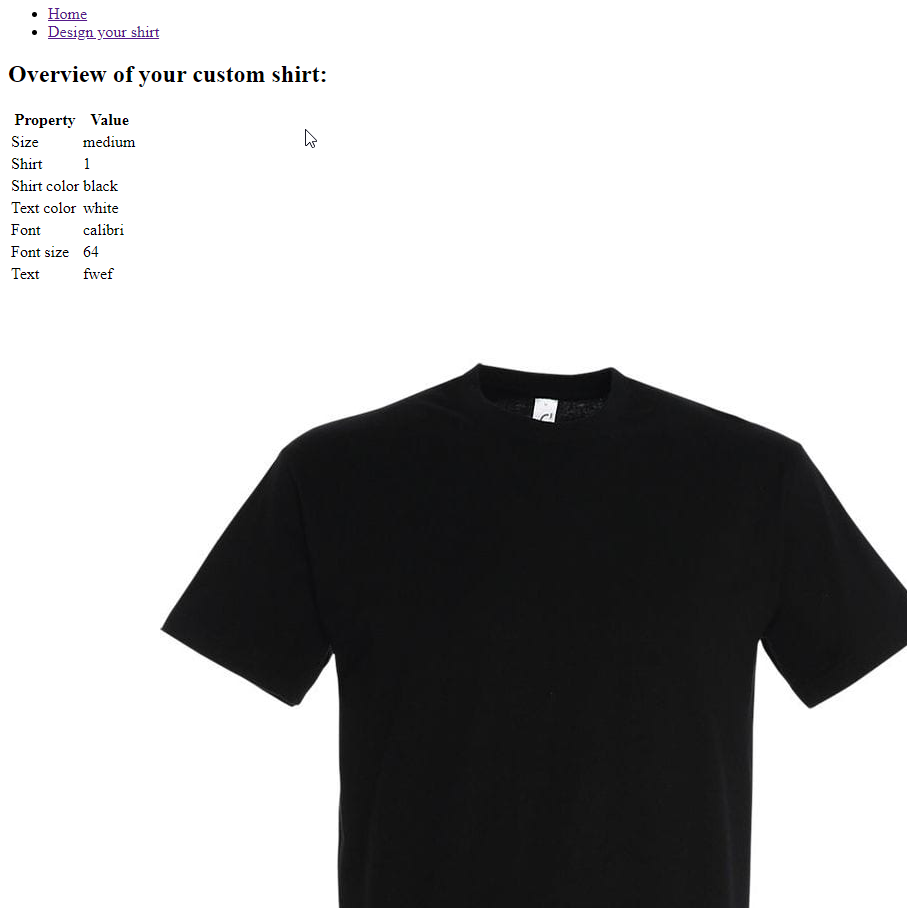 Home
Design your shirt
Overview of your custom shirt:
Property Value
Size medium
Shirt 1
Shirt color black
Text color white
Font calibri
Font size 64
Text fwef